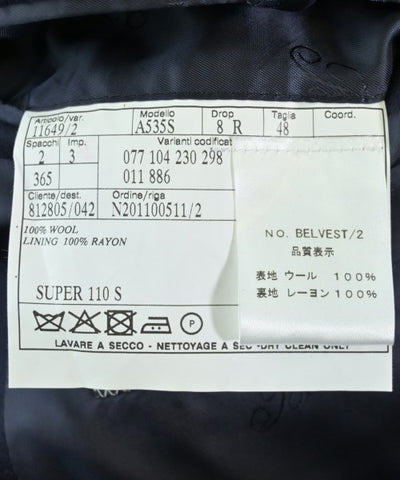 Articolo/var. Modello Drop Taglia Coord.
11649/2 A535S 8 R 48
Spacchi Imp. Varianti codificat
2 3 077 104 230 298
365 011 886
Cliente/dest. Ordine/riga
812805/042 N201100511/2
100% WOOL
LINING 100% RAYON
SUPER 110 S
P
LAVARE A SECCO - NETTOYAGE A SEC - DRY CLEAN ONLY
NO. BELVEST/2
品質表示
表地 ウール 100%
裏地 レーヨン 100%